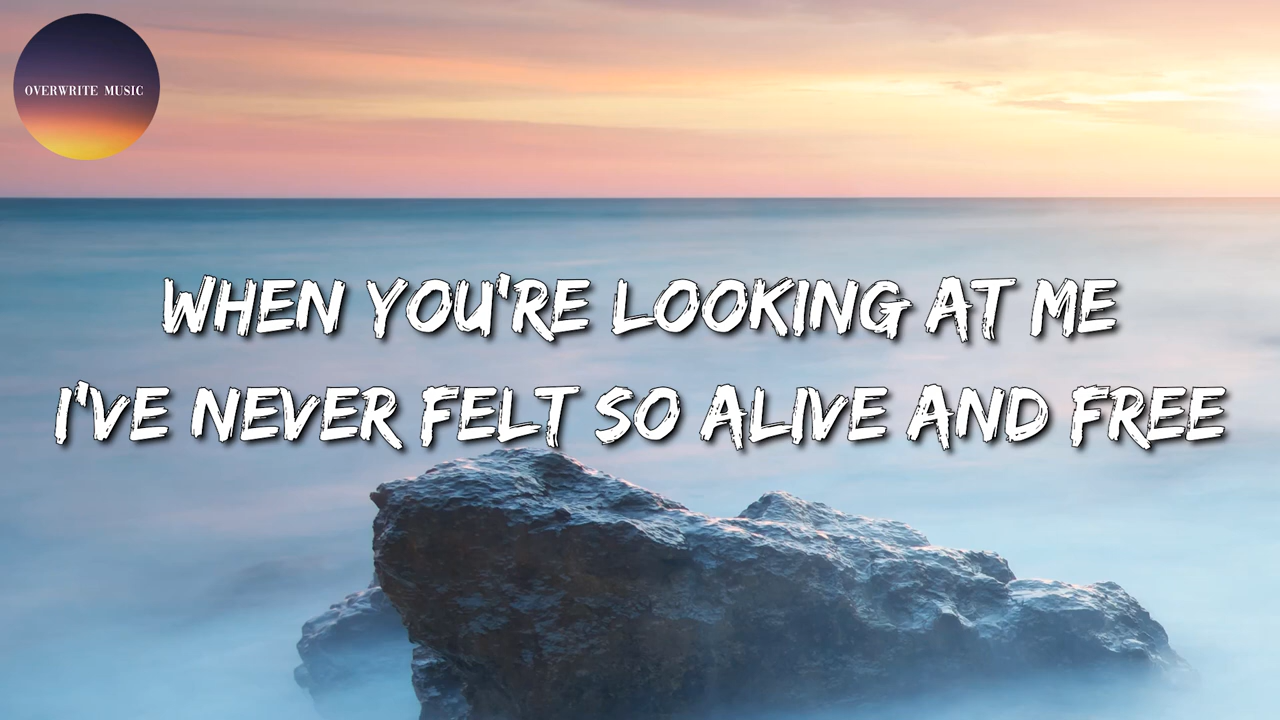 OVERWRITE MUSIC
WHEN YOU'RE LOOKING AT ME
I'VE NEVER FELT SO ALIVE AND FREE